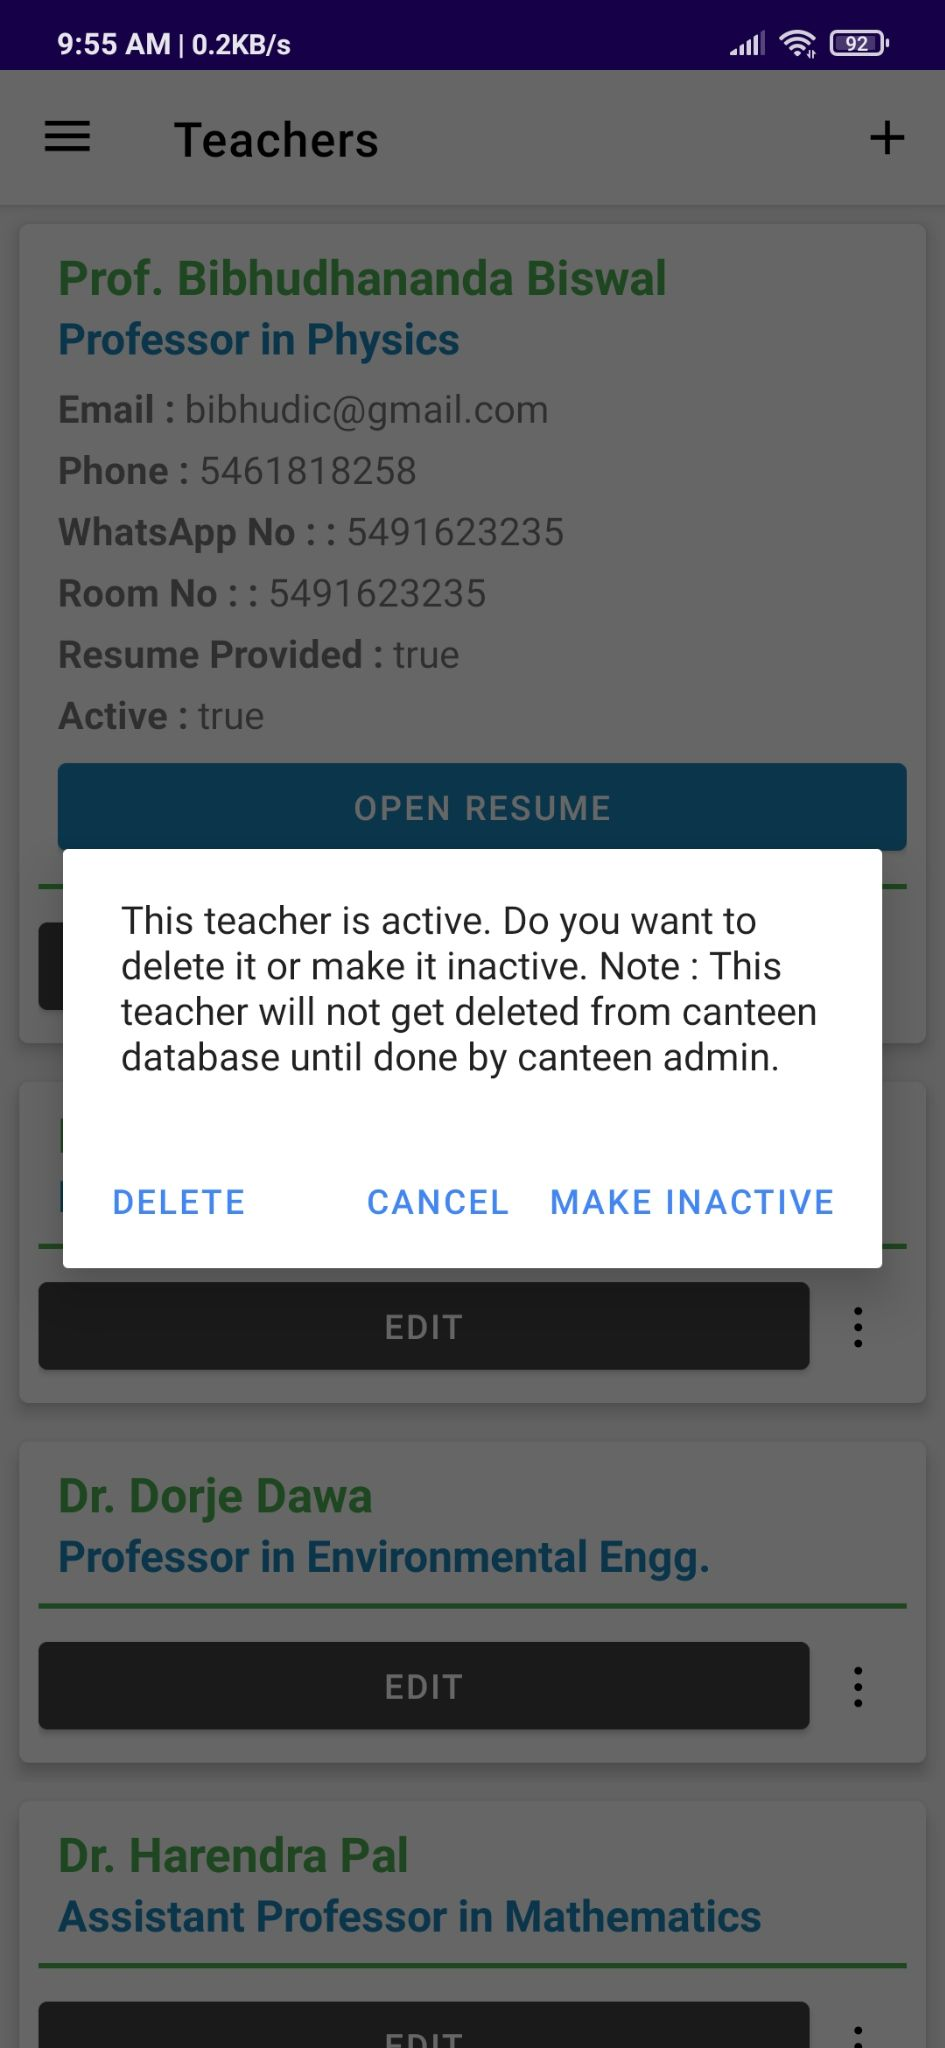 9:55 AM | 0.2KB/s
92
Teachers
Prof. Bibhudhananda Biswal
Professor in Physics
Email : bibhudic@gmail.com
Phone : 5461818258
WhatsApp No : : 5491623235
Room No : : 5491623235
Resume Provided : true
Active : true
OPEN RESUME
This teacher is active. Do you want to
delete it or make it inactive. Note : This
teacher will not get deleted from canteen
database until done by canteen admin.
DELETE CANCEL MAKE INACTIVE
EDIT
Dr. Dorje Dawa
Professor in Environmental Engg.
EDIT
Dr. Harendra Pal
Assistant Professor in Mathematics
EDIT